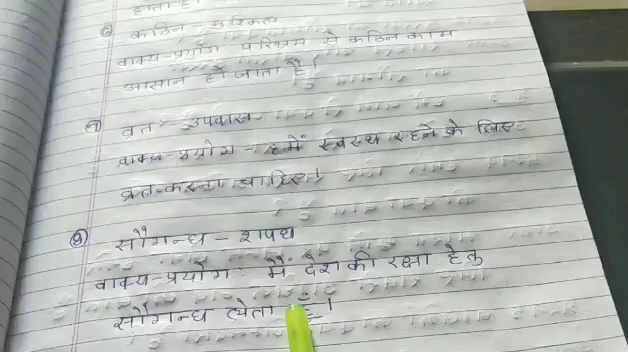 होता है।
⑥ कठिन - मुश्किल
वाक्य-प्रयोग परिश्रम से कठिन काम
आसान हो जाता है।
⑦ व्रत - उपवास
वाक्य-प्रयोग - हमें स्वस्थ रहने के लिए
व्रत-करना चाहिए।
सौगन्ध - शपथ
वाक्य-प्रयोग मैं देश की रक्षा हेतु
सौगन्ध लेता हूँ।